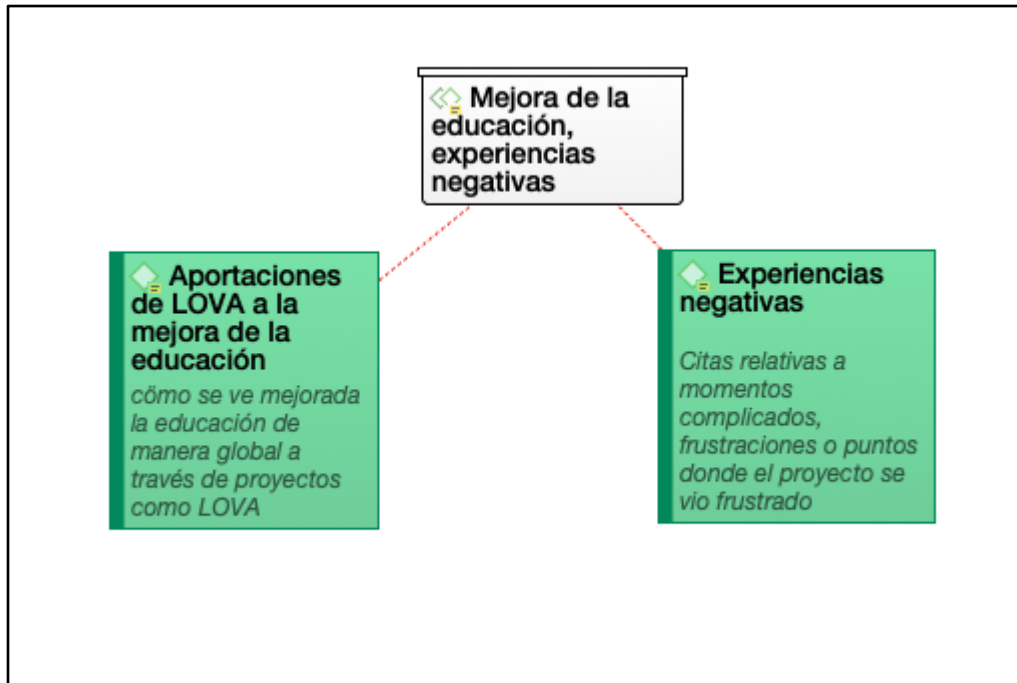 Mejora de la
educación,
experiencias
negativas
Aportaciones
de LOVA a la
mejora de la
educación
cömo se ve mejorada
la educación de
manera global a
través de proyectos
como LOVA
Experiencias
negativas
Citas relativas a
momentos
complicados,
frustraciones o puntos
donde el proyecto se
vio frustrado